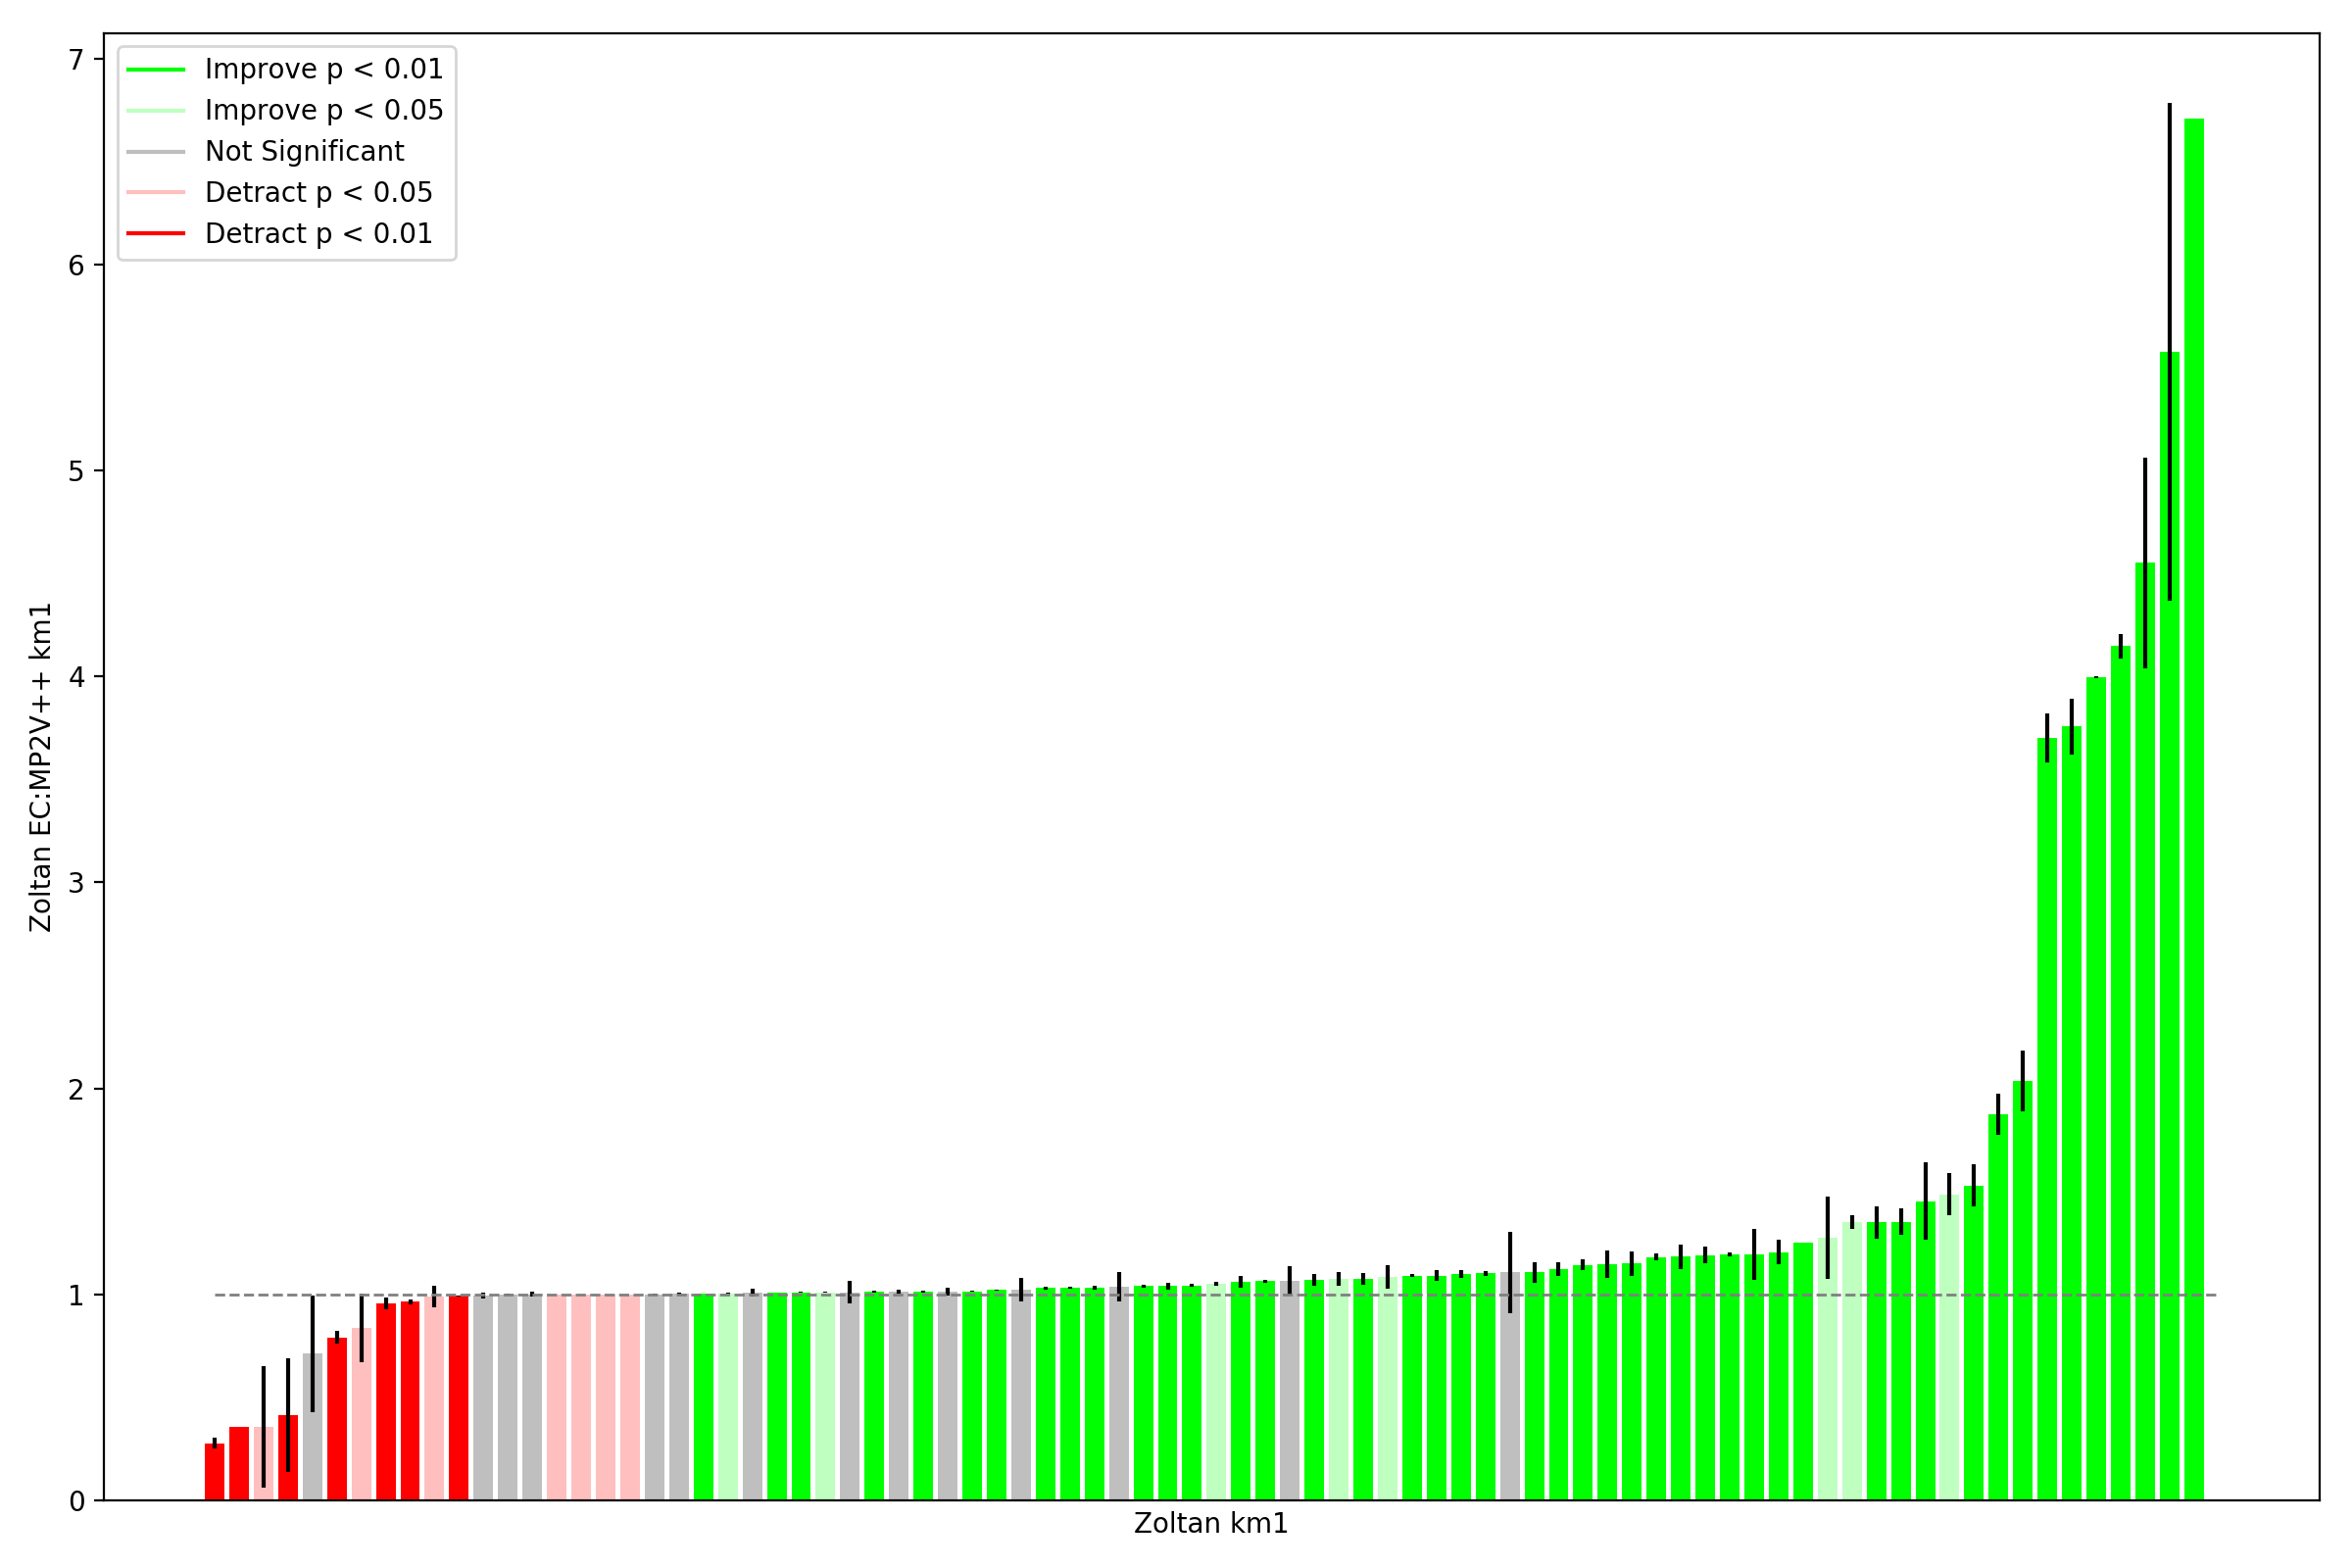 7
6
5
4
3
2
1
0
Zoltan EC:MP2V++ km1
Improve p < 0.01
Improve p < 0.05
Not Significant
Detract p < 0.05
Detract p < 0.01
Zoltan km1